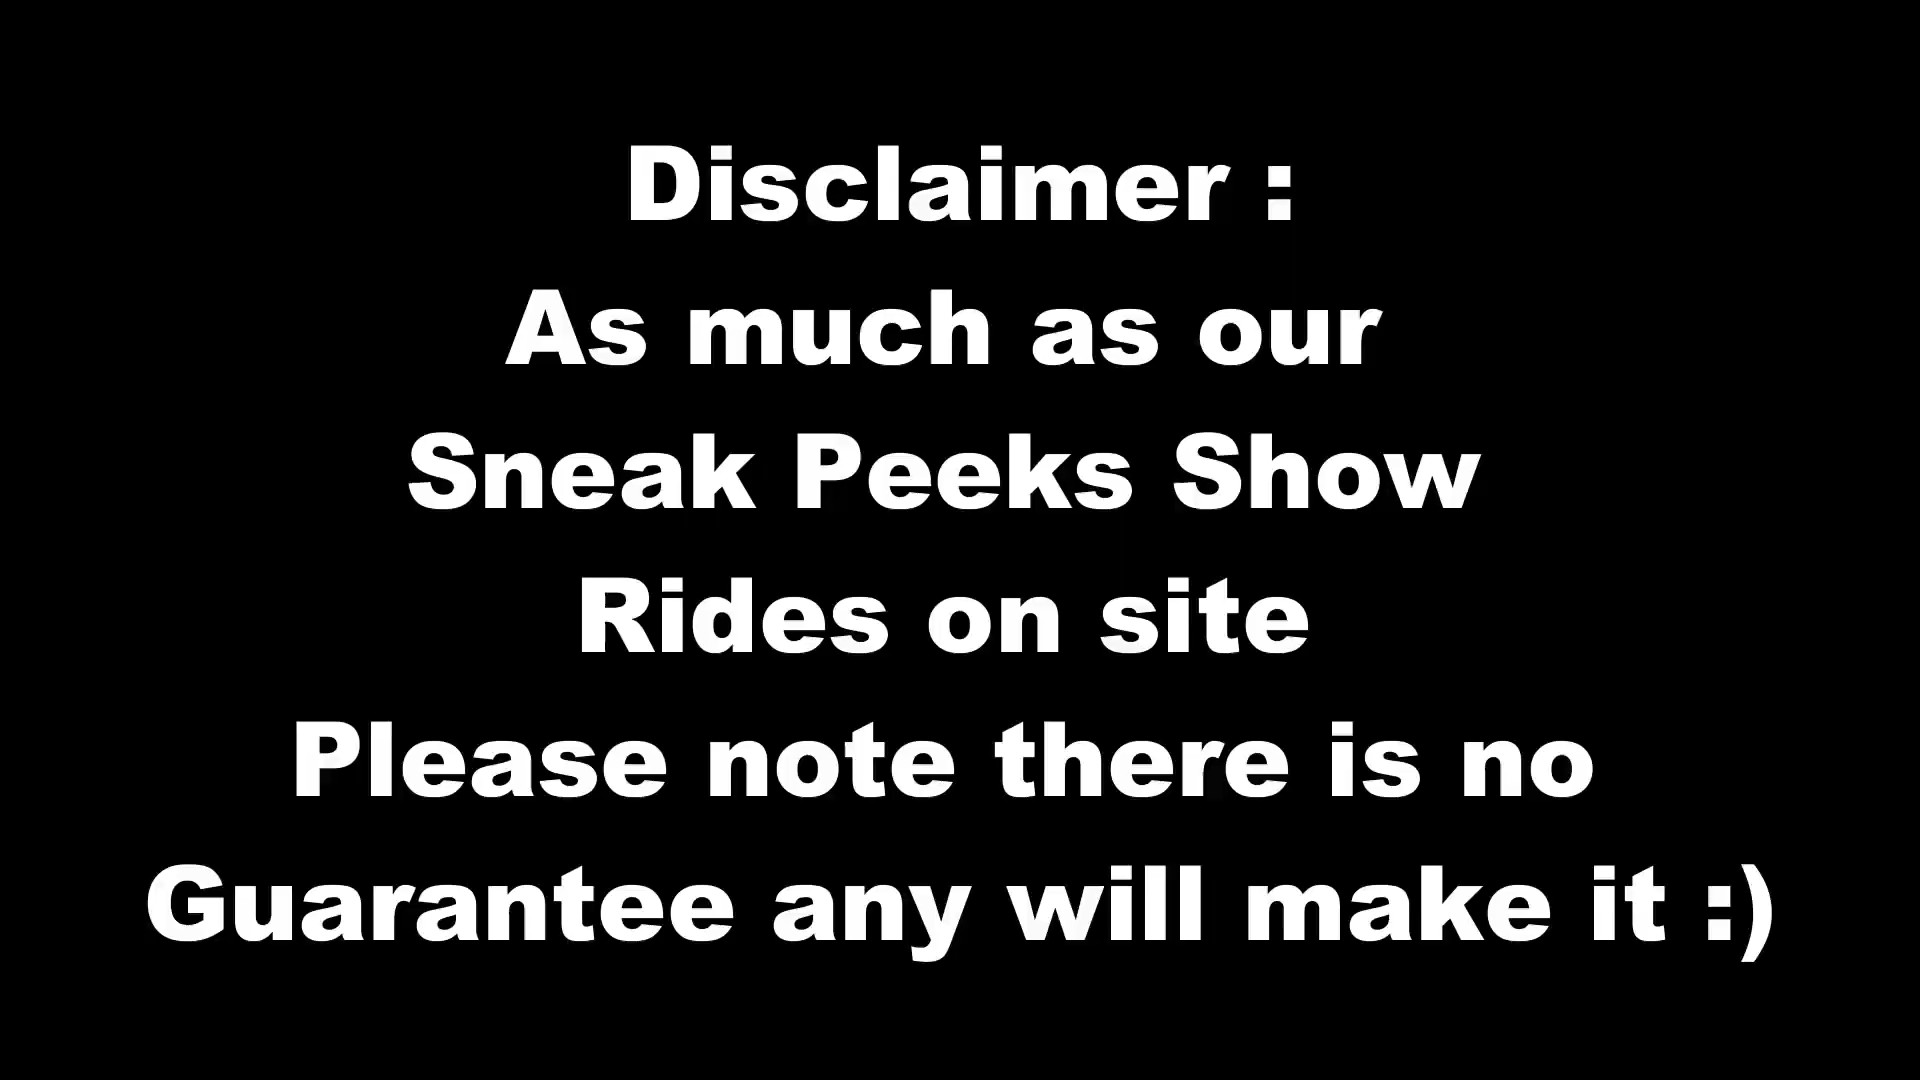 Disclaimer :
As much as our
Sneak Peeks Show
Rides on site
Please note there is no
Guarantee any will make it :)